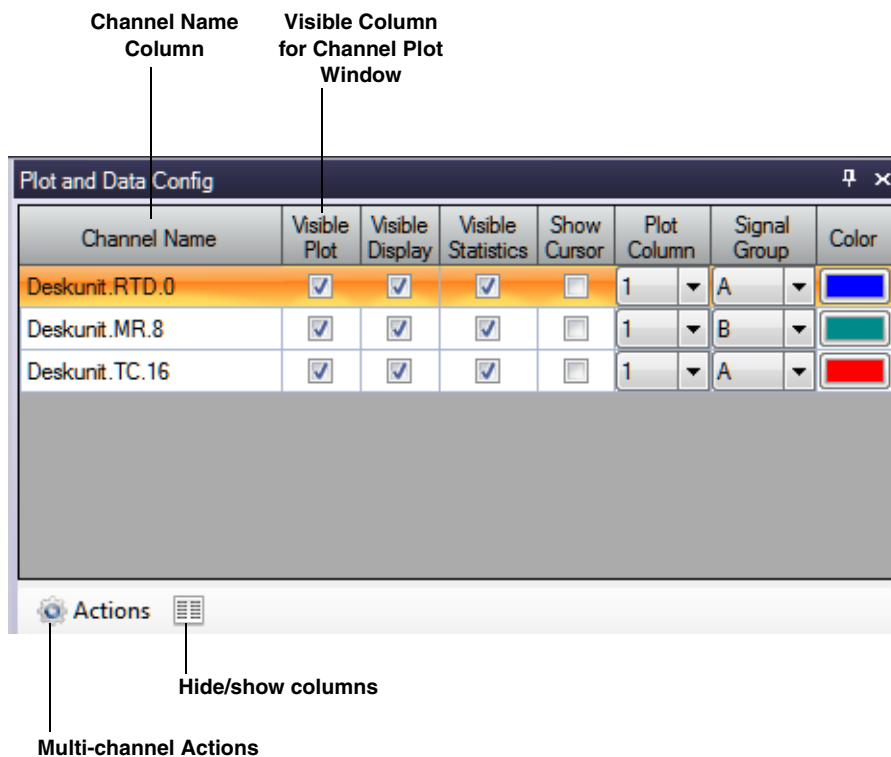 Channel Name
Column
Visible Column
for Channel Plot
Window
Plot and Data Config
Channel Name
Visible
Plot
Visible
Display
Visible
Statistics
Show
Cursor
Plot
Column
Signal
Group
Color
Deskunit.RTD.0 1 A
Deskunit.MR.8 1 B
Deskunit.TC.16 1 A
Actions
Hide/show columns
Multi-channel Actions